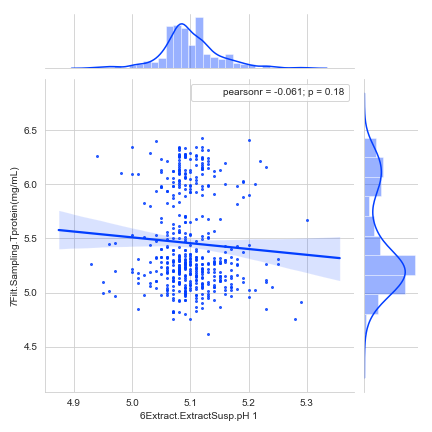 pearsonr = -0.061; p = 0.18
6.5
6.0
5.5
5.0
4.5
7Filt.Sampling.Tprotein(mg/mL)
4.9 5.0 5.1 5.2 5.3
6Extract.ExtractSusp.pH 1